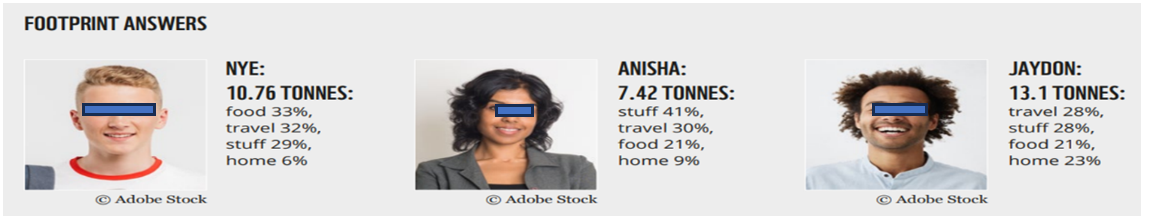 FOOTPRINT ANSWERS
NYE:
10.76 TONNES:
food 33%,
travel 32%,
stuff 29%,
home 6%
© Adobe Stock
ANISHA:
7.42 TONNES:
stuff 41%,
travel 30%,
food 21%,
home 9%
© Adobe Stock
JAYDON:
13.1 TONNES:
travel 28%,
stuff 28%,
food 21%,
home 23%
© Adobe Stock